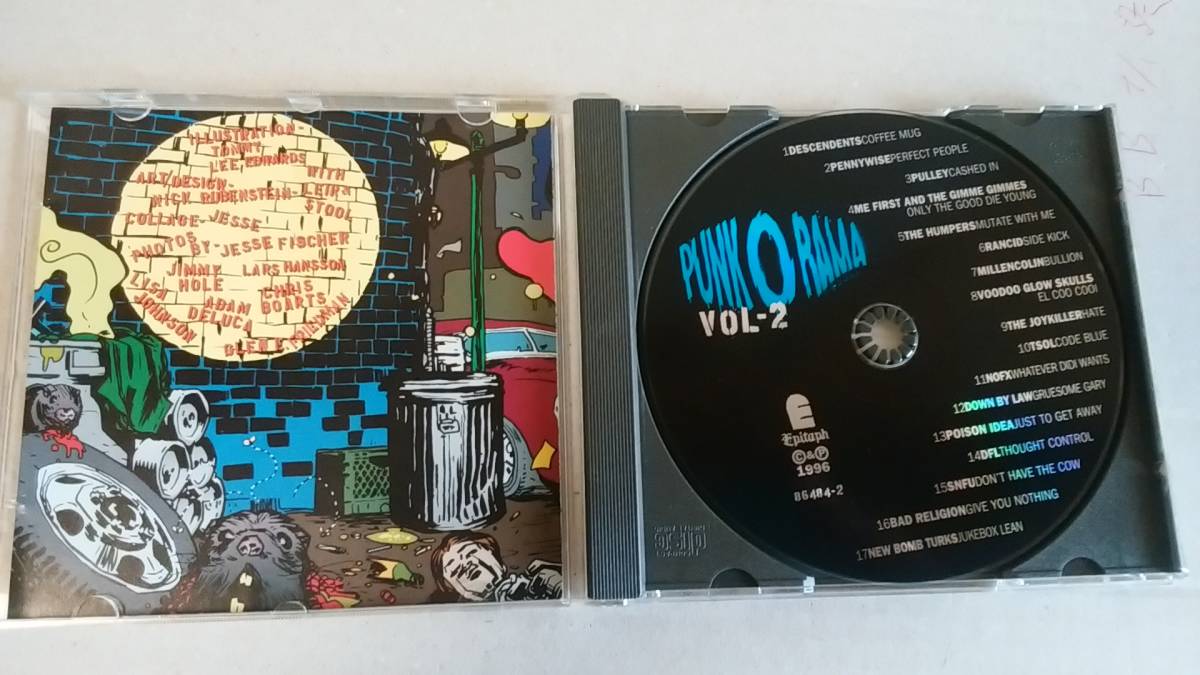 ILLUSTRATION-
TOMMY
LEE EDWARDS
WITH
ART/DESIGN-
NICK RUBENSTEIN-LEIF*
$TOOL
COLLAGE-JESSE
PHOTOS BY-JESSE FISCHER
JIMMY HOLE
LARS HANSSON
LISA JOHNSON
ADAM DELUCA
CHRIS BOARTS
GLEN E. FRIEDMAN
PUNK O RAMA
VOL-2
E
Epitaph
©&℗
1996
86484-2
1DESCENDENTSCOFFEE MUG
2PENNYWISEPERFECT PEOPLE
3PULLEYCASHED IN
4ME FIRST AND THE GIMME GIMMES
ONLY THE GOOD DIE YOUNG
5THE HUMPERSMUTATE WITH ME
6RANCIDSIDE KICK
7MILLENCOLINBULLION
8VOODOO GLOW SKULLS
EL COO COOI
9THE JOYKILLERHATE
10TSOLCODE BLUE
11NOFXWHATEVER DIDI WANTS
12DOWN BY LAWGRUESOME GARY
13POISON IDEAJUST TO GET AWAY
14DFLTHOUGHT CONTROL
15SNFUDON'T HAVE THE COW
16BAD RELIGIONGIVE YOU NOTHING
17NEW BOMB TURKSJUKEBOX LEAN